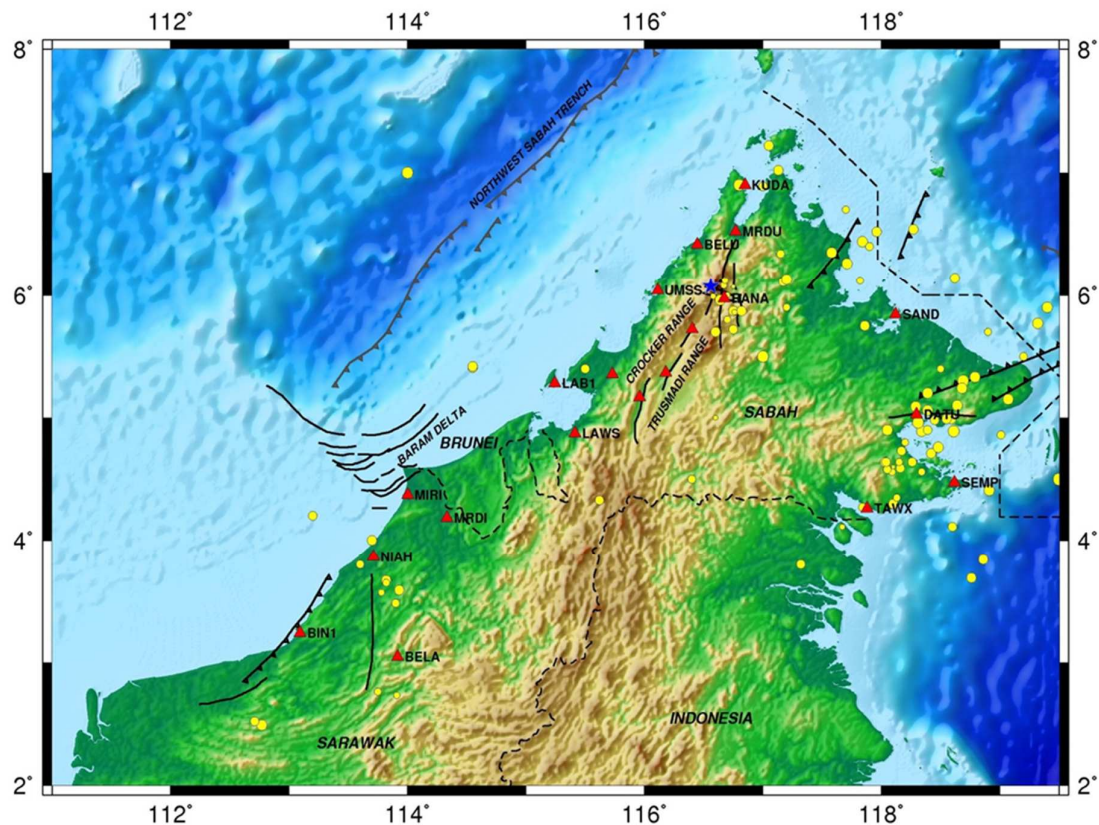 112° 114° 116° 118°
8° 8°
NORTHWEST SABAH TRENCH
KUDA
MRDU
BELU
6° UMSS RANA 6°
SAND
CROCKER RANGE
TRUSMADI RANGE
LAB1
SABAH
DATU
BARAM DELTA
BRUNEI
LAWS
MIRI
SEMP
MRDI
TAWX
4° 4°
NIAH
BIN1
BELA
INDONESIA
SARAWAK
2° 2°
112° 114° 116° 118°